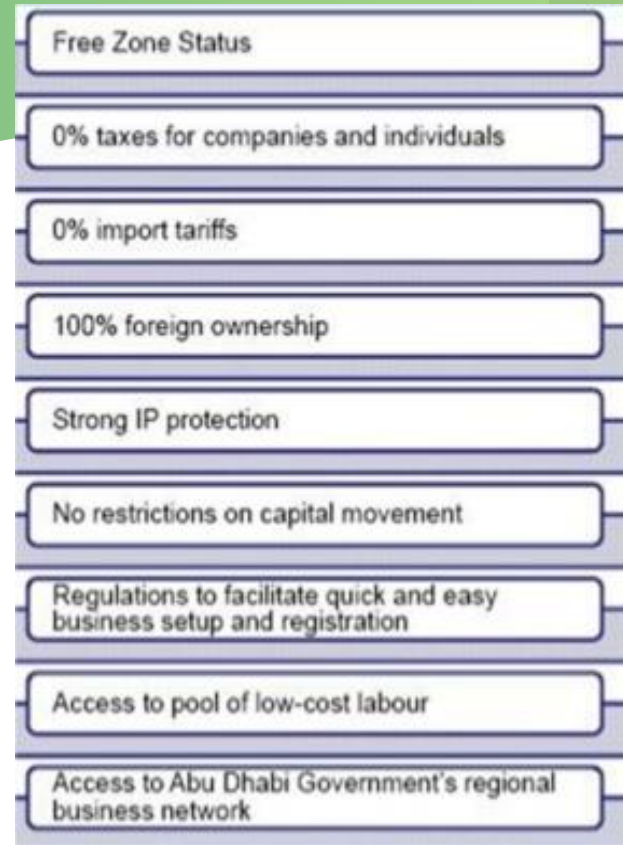 Free Zone Status
0% taxes for companies and individuals
0% import tariffs
100% foreign ownership
Strong IP protection
No restrictions on capital movement
Regulations to facilitate quick and easy
business setup and registration
Access to pool of low-cost labour
Access to Abu Dhabi Government's regional
business network